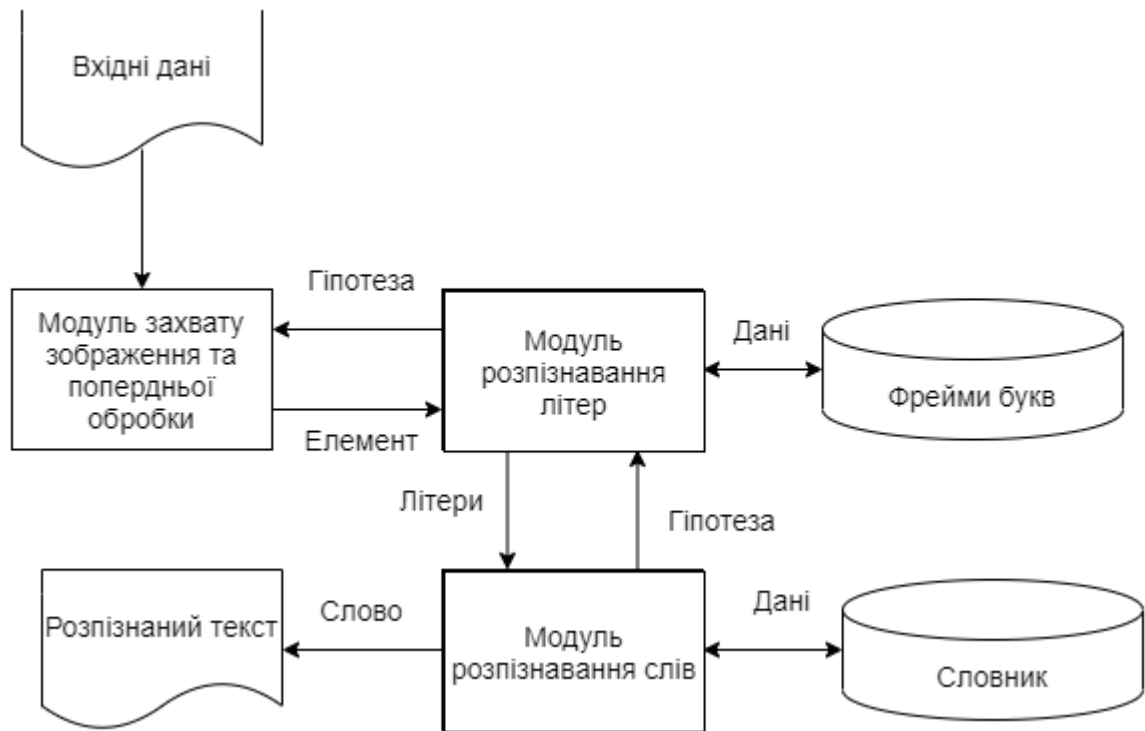 Вхідні дані
Гіпотеза
Модуль захвату
зображення та
попердньої
обробки
Елемент
Модуль
розпізнавання
літер
Дані
Фрейми букв
Літери
Гіпотеза
Розпізнаний текст
Слово
Модуль
розпізнавання слів
Дані
Словник